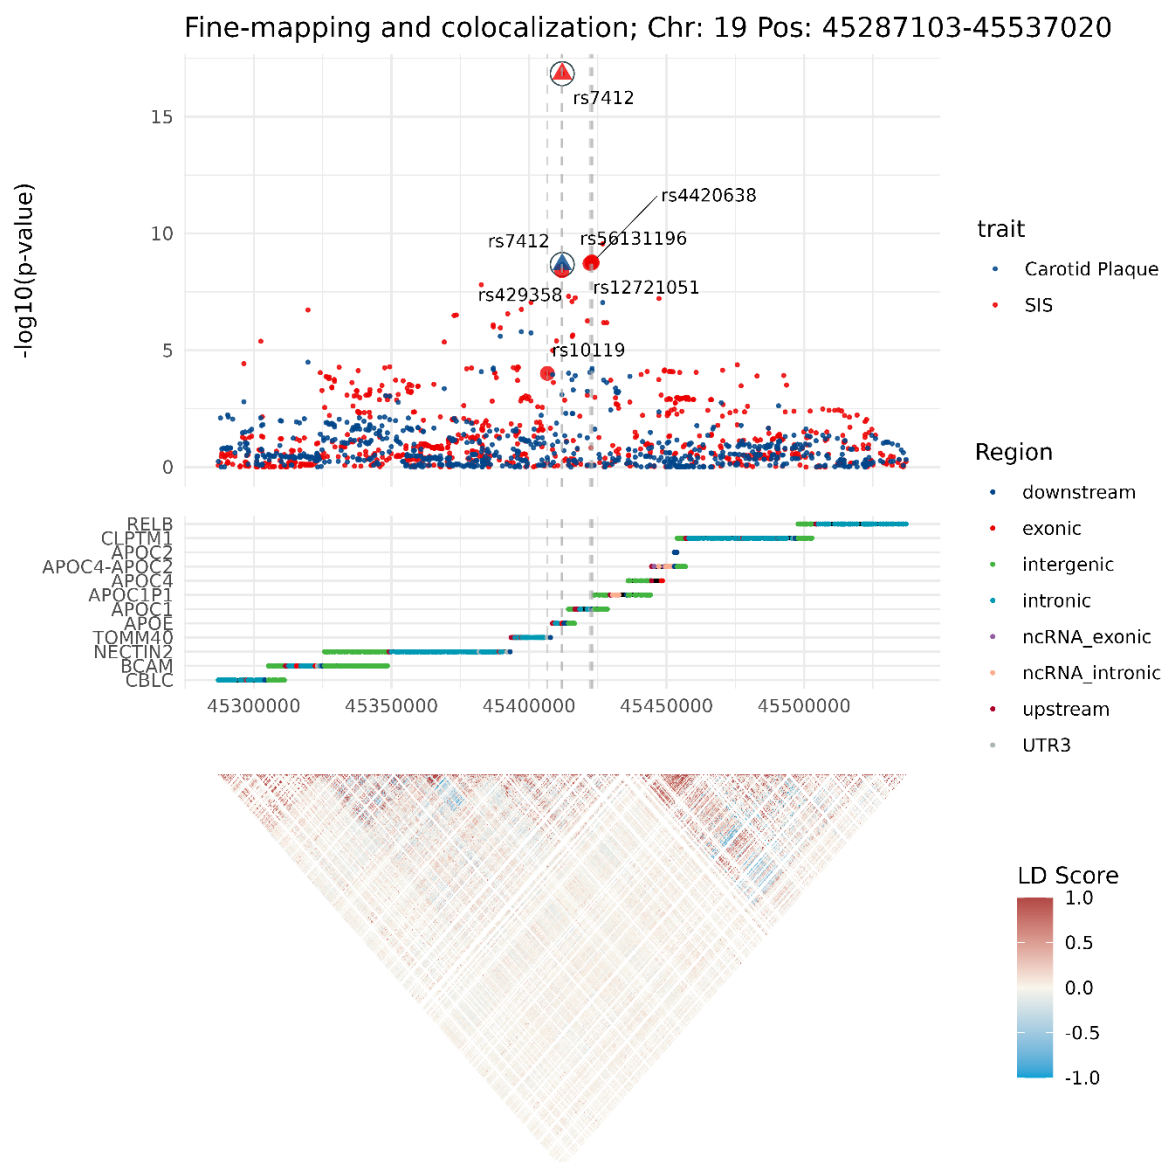 Fine-mapping and colocalization; Chr: 19 Pos: 45287103-45537020
-log10(p-value)
15
10
5
0
rs7412
rs4420638
rs7412
rs56131196
rs429358
rs12721051
rs10119
trait
Carotid Plaque
SIS
RELB
CLPTM1
APOC2
APOC4-APOC2
APOC4
APOC1P1
APOC1
APOE
TOMM40
NECTIN2
BCAM
CBLC
45300000 45350000 45400000 45450000 45500000
Region
downstream
exonic
intergenic
intronic
ncRNA_exonic
ncRNA_intronic
upstream
UTR3
LD Score
1.0
0.5
0.0
-0.5
-1.0